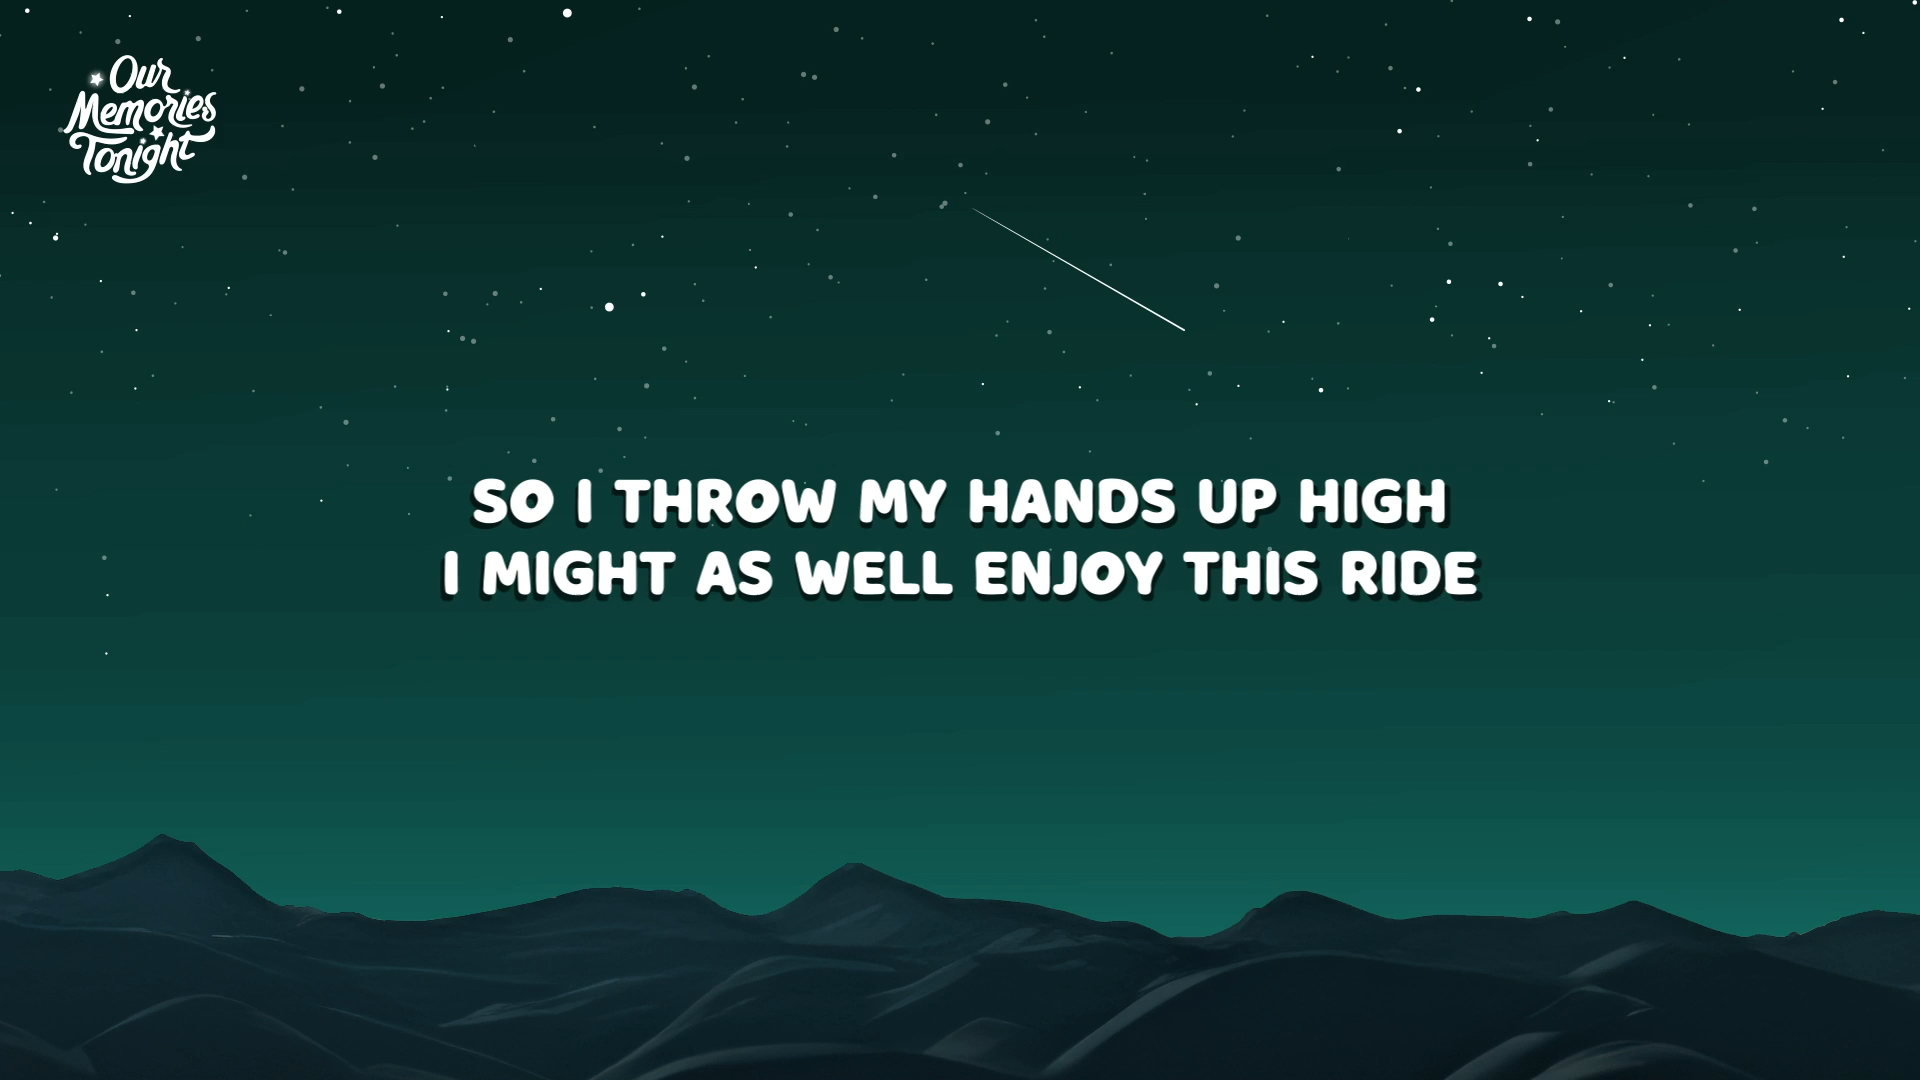 Our
Memories
Tonight
SO I THROW MY HANDS UP HIGH
I MIGHT AS WELL ENJOY THIS RIDE